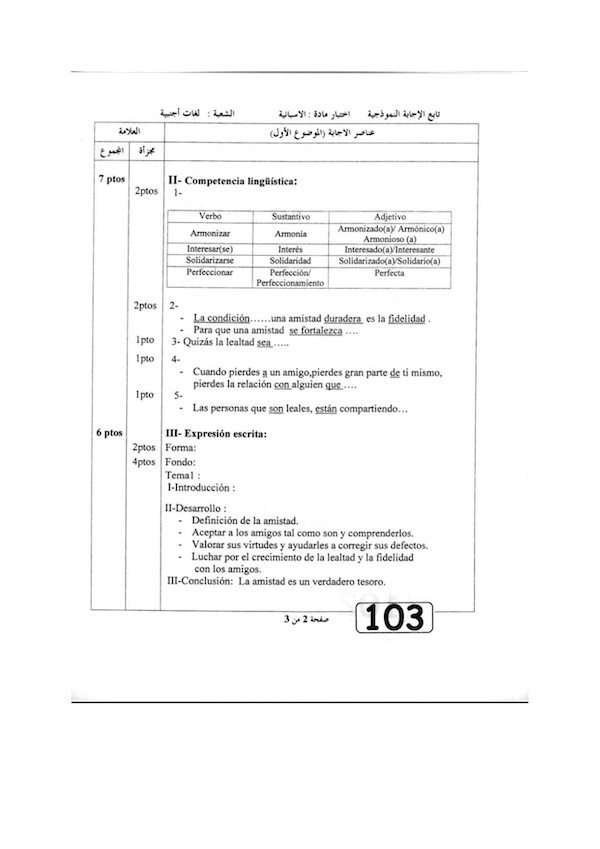 تابع الإجابة النموذجية اختبار مادة : الاسبانية الشعبة : لغات أجنبية
عناصر الاجابة (الموضوع الأول) العلامة
مجزأة المجموع
7 ptos II- Competencia lingüística:
2ptos 1-
Verbo Sustantivo Adjetivo
Armonizar Armonía Armonizado(a)/ Armónico(a)
Armonioso (a)
Interesar(se) Interés Interesado(a)/Interesante
Solidarizarse Solidaridad Solidarizado(a)/Solidario(a)
Perfeccionar Perfección/ Perfecta
Perfeccionamiento
2ptos 2-
- La condición……una amistad duradera es la fidelidad .
- Para que una amistad se fortalezca ….
1pto 3- Quizás la lealtad sea …..
1pto 4-
- Cuando pierdes a un amigo,pierdes gran parte de ti mismo,
pierdes la relación con alguien que ….
1pto 5-
- Las personas que son leales, están compartiendo…
6 ptos III- Expresión escrita:
2ptos Forma:
4ptos Fondo:
Tema1 :
I-Introducción :
II-Desarrollo :
- Definición de la amistad.
- Aceptar a los amigos tal como son y comprenderlos.
- Valorar sus virtudes y ayudarles a corregir sus defectos.
- Luchar por el crecimiento de la lealtad y la fidelidad
con los amigos.
III-Conclusión: La amistad es un verdadero tesoro.
صفحة 2 من 3
103